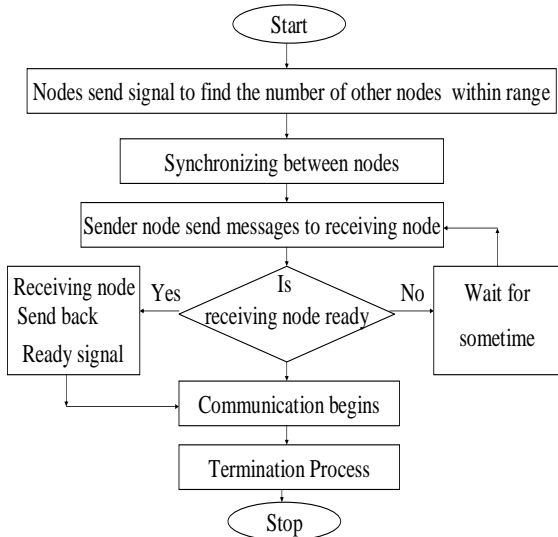 Start
Nodes send signal to find the number of other nodes within range
Synchronizing between nodes
Sender node send messages to receiving node
Is
receiving node ready
Yes
No
Receiving node
Send back
Ready signal
Wait for
sometime
Communication begins
Termination Process
Stop